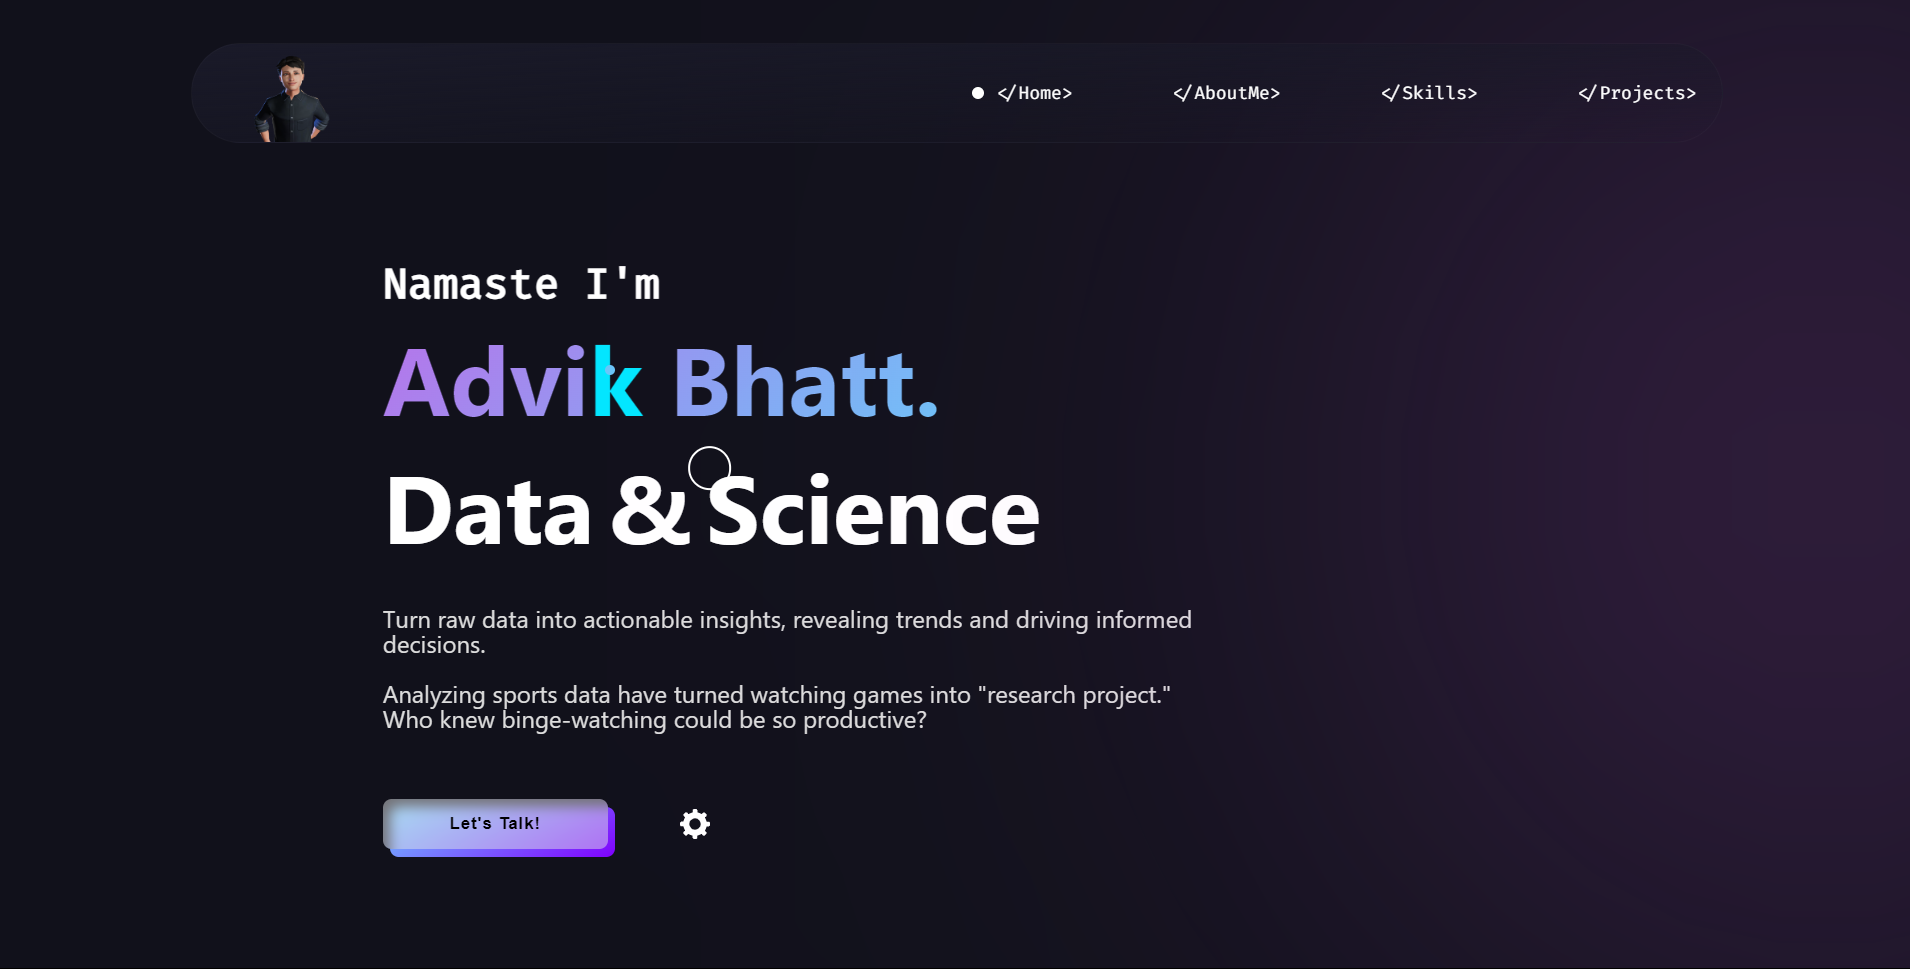 </Home> </AboutMe> </Skills> </Projects>
Namaste I'm
Advik Bhatt.
Data & Science
Turn raw data into actionable insights, revealing trends and driving informed
decisions.
Analyzing sports data have turned watching games into "research project."
Who knew binge-watching could be so productive?
Let's Talk!